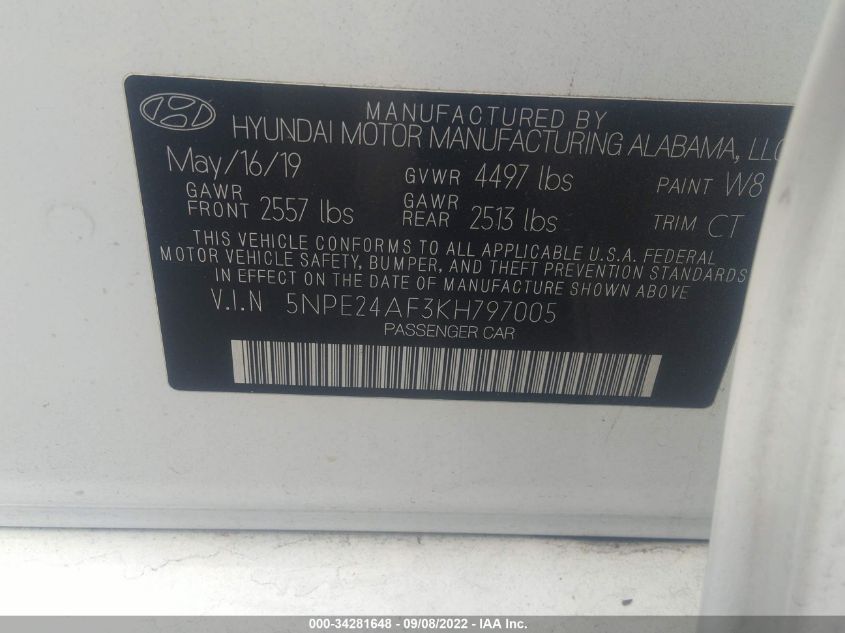 MANUFACTURED BY
HYUNDAI MOTOR MANUFACTURING ALABAMA, LLC
May/16/19 GVWR 4497 lbs PAINT W8
GAWR FRONT 2557 lbs GAWR REAR 2513 lbs TRIM CT
THIS VEHICLE CONFORMS TO ALL APPLICABLE U.S.A. FEDERAL
MOTOR VEHICLE SAFETY, BUMPER, AND THEFT PREVENTION STANDARDS
IN EFFECT ON THE DATE OF MANUFACTURE SHOWN ABOVE
V.I.N 5NPE24AF3KH797005
PASSENGER CAR
000-34281648 - 09/08/2022 - IAA Inc.